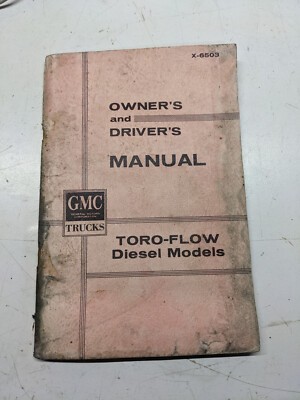 X-6503
OWNER'S
and
DRIVER'S
MANUAL
GMC
TRUCKS
TORO-FLOW
Diesel Models